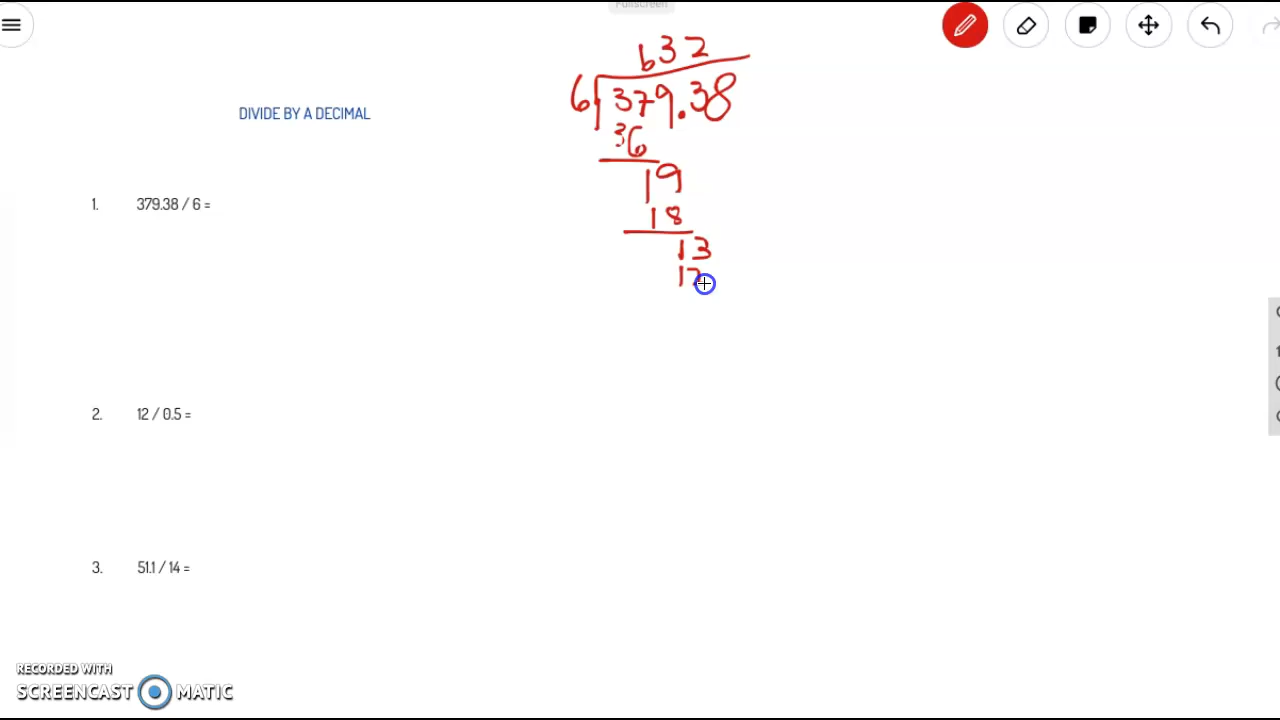 Fullscreen
632
6 379.38
DIVIDE BY A DECIMAL
36
19
1. 379.38 / 6 =
18
13
12
2. 12 / 0.5 =
3. 51.1 / 14 =
RECORDED WITH
SCREENCAST MATIC